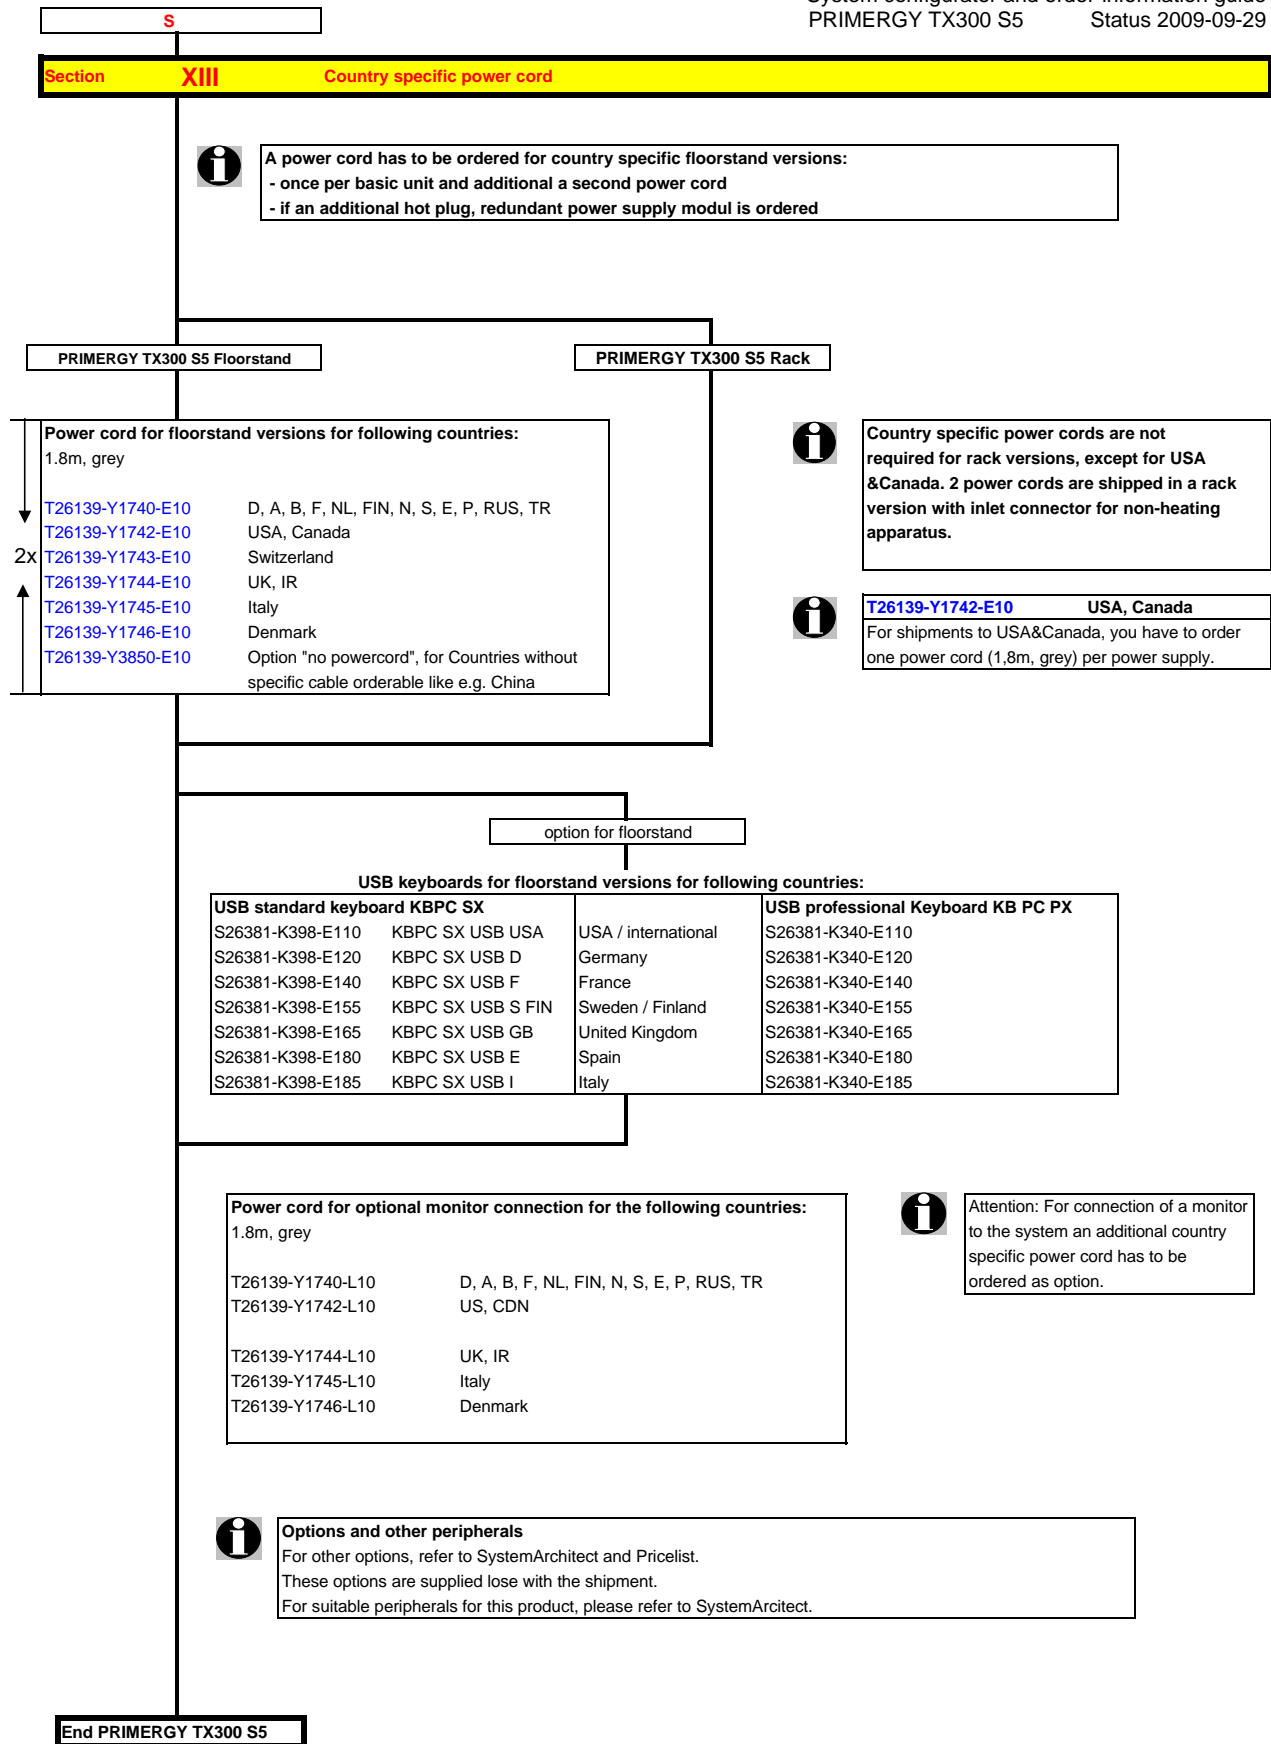 System configurator and order information guide
PRIMERGY TX300 S5 Status 2009-09-29
S
Section XIII Country specific power cord
A power cord has to be ordered for country specific floorstand versions:
- once per basic unit and additional a second power cord
- if an additional hot plug, redundant power supply modul is ordered
PRIMERGY TX300 S5 Floorstand
PRIMERGY TX300 S5 Rack
Power cord for floorstand versions for following countries:
1.8m, grey
T26139-Y1740-E10 D, A, B, F, NL, FIN, N, S, E, P, RUS, TR
T26139-Y1742-E10 USA, Canada
2x T26139-Y1743-E10 Switzerland
T26139-Y1744-E10 UK, IR
T26139-Y1745-E10 Italy
T26139-Y1746-E10 Denmark
T26139-Y3850-E10 Option "no powercord", for Countries without
specific cable orderable like e.g. China
Country specific power cords are not
required for rack versions, except for USA
&Canada. 2 power cords are shipped in a rack
version with inlet connector for non-heating
apparatus.
T26139-Y1742-E10 USA, Canada
For shipments to USA&Canada, you have to order
one power cord (1,8m, grey) per power supply.
option for floorstand
USB keyboards for floorstand versions for following countries:
USB standard keyboard KBPC SX USB professional Keyboard KB PC PX
S26381-K398-E110 KBPC SX USB USA USA / international S26381-K340-E110
S26381-K398-E120 KBPC SX USB D Germany S26381-K340-E120
S26381-K398-E140 KBPC SX USB F France S26381-K340-E140
S26381-K398-E155 KBPC SX USB S FIN Sweden / Finland S26381-K340-E155
S26381-K398-E165 KBPC SX USB GB United Kingdom S26381-K340-E165
S26381-K398-E180 KBPC SX USB E Spain S26381-K340-E180
S26381-K398-E185 KBPC SX USB I Italy S26381-K340-E185
Power cord for optional monitor connection for the following countries:
1.8m, grey
T26139-Y1740-L10 D, A, B, F, NL, FIN, N, S, E, P, RUS, TR
T26139-Y1742-L10 US, CDN
T26139-Y1744-L10 UK, IR
T26139-Y1745-L10 Italy
T26139-Y1746-L10 Denmark
Attention: For connection of a monitor
to the system an additional country
specific power cord has to be
ordered as option.
Options and other peripherals
For other options, refer to SystemArchitect and Pricelist.
These options are supplied lose with the shipment.
For suitable peripherals for this product, please refer to SystemArcitect.
End PRIMERGY TX300 S5